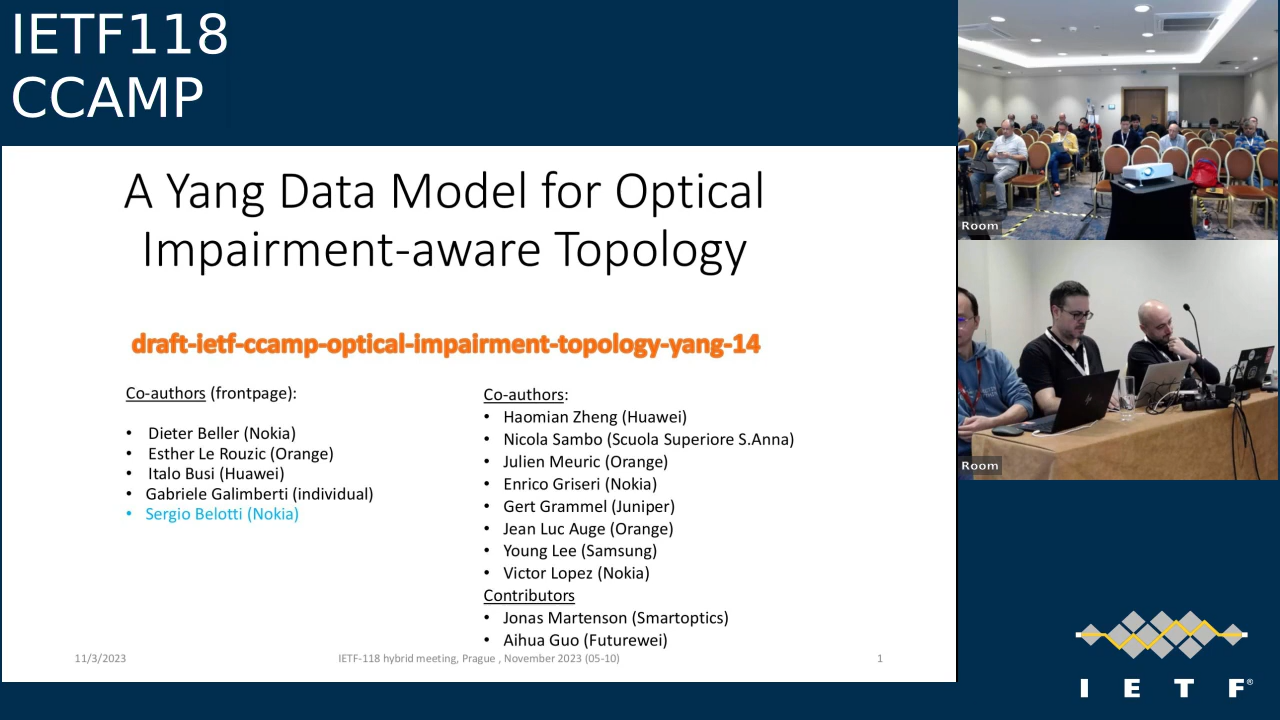 IETF118
CCAMP
A Yang Data Model for Optical
Impairment-aware Topology
draft-ietf-ccamp-optical-impairment-topology-yang-14
Co-authors (frontpage):
• Dieter Beller (Nokia)
• Esther Le Rouzic (Orange)
• Italo Busi (Huawei)
• Gabriele Galimberti (individual)
• Sergio Belotti (Nokia)
Co-authors:
• Haomian Zheng (Huawei)
• Nicola Sambo (Scuola Superiore S.Anna)
• Julien Meuric (Orange)
• Enrico Griseri (Nokia)
• Gert Grammel (Juniper)
• Jean Luc Auge (Orange)
• Young Lee (Samsung)
• Victor Lopez (Nokia)
Contributors
• Jonas Martenson (Smartoptics)
• Aihua Guo (Futurewei)
11/3/2023
IETF-118 hybrid meeting, Prague , November 2023 (05-10)
1
Room
Room
I E T F®